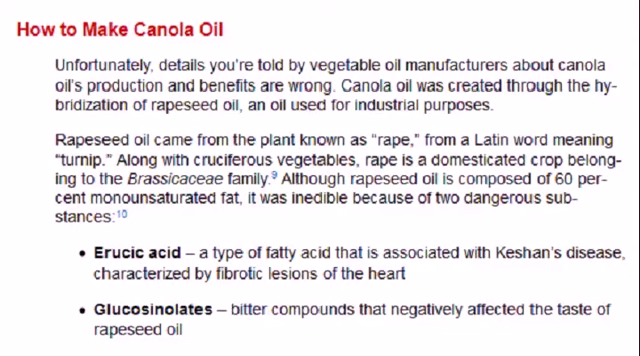 How to Make Canola Oil
Unfortunately, details you're told by vegetable oil manufacturers about canola
oil's production and benefits are wrong. Canola oil was created through the hy-
bridization of rapeseed oil, an oil used for industrial purposes.
Rapeseed oil came from the plant known as “rape,” from a Latin word meaning
“turnip.” Along with cruciferous vegetables, rape is a domesticated crop belong-
ing to the Brassicaceae family.9 Although rapeseed oil is composed of 60 per-
cent monounsaturated fat, it was inedible because of two dangerous sub-
stances:10
• Erucic acid – a type of fatty acid that is associated with Keshan's disease,
characterized by fibrotic lesions of the heart
• Glucosinolates – bitter compounds that negatively affected the taste of
rapeseed oil